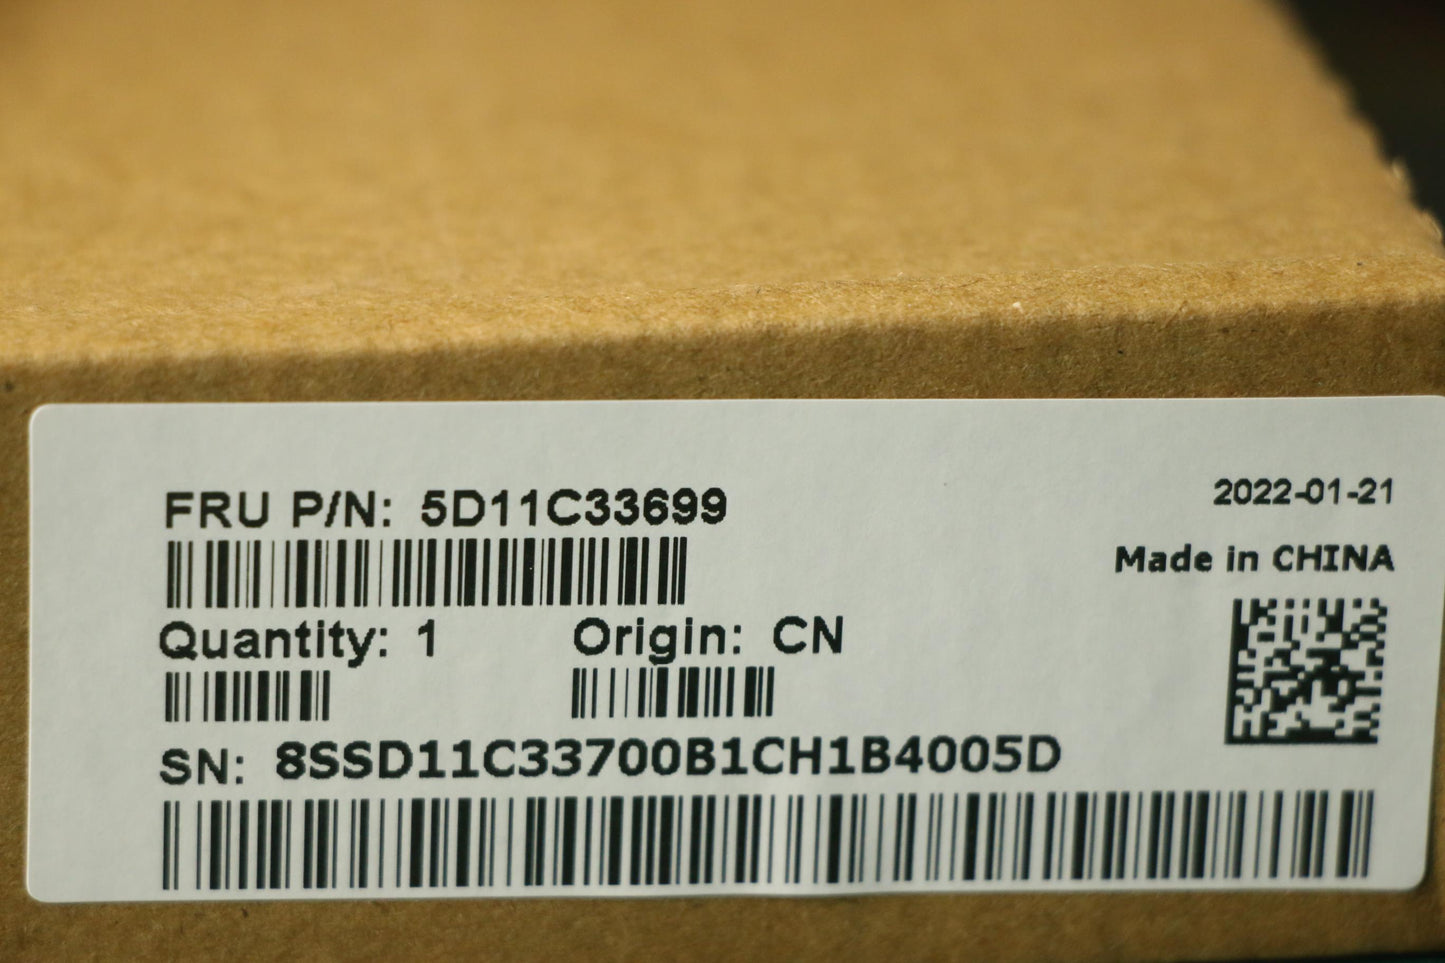 FRU P/N: 5D11C33699
2022-01-21
Made in CHINA
Quantity: 1
Origin: CN
SN: 8SSD11C33700B1CH1B4005D